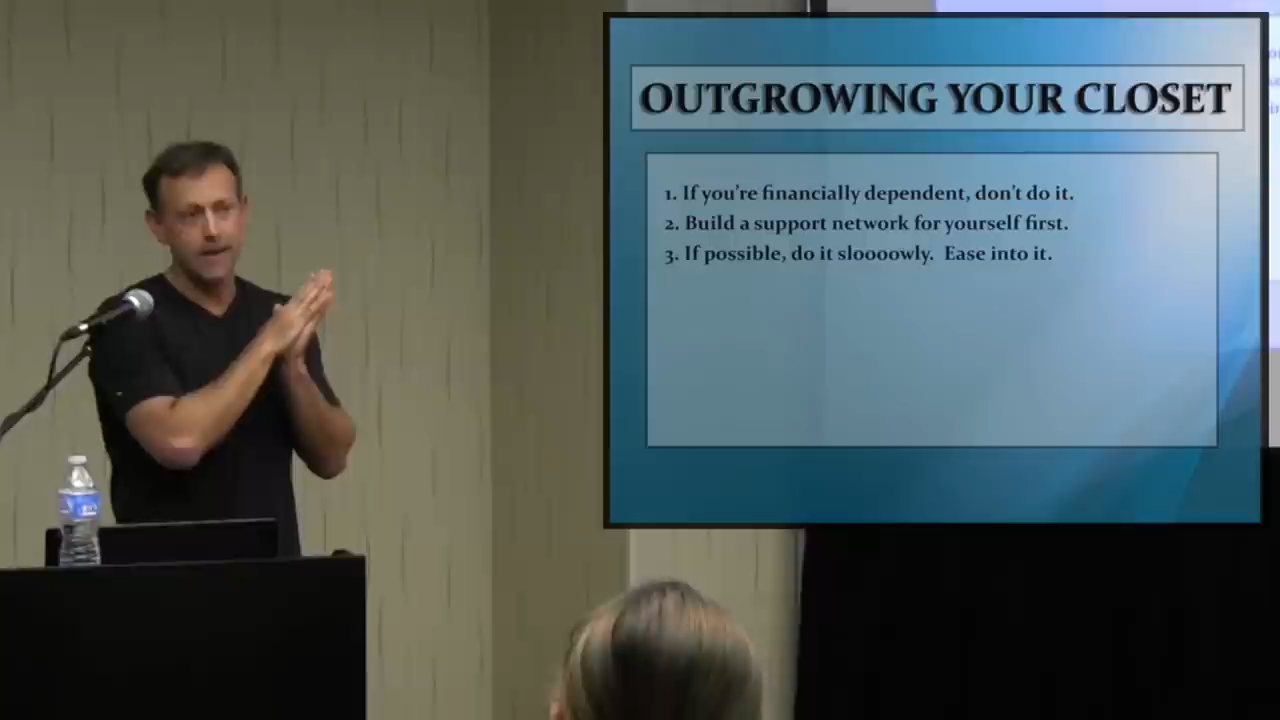 OUTGROWING YOUR CLOSET
1. If you're financially dependent, don't do it.
2. Build a support network for yourself first.
3. If possible, do it sloooowly.  Ease into it.